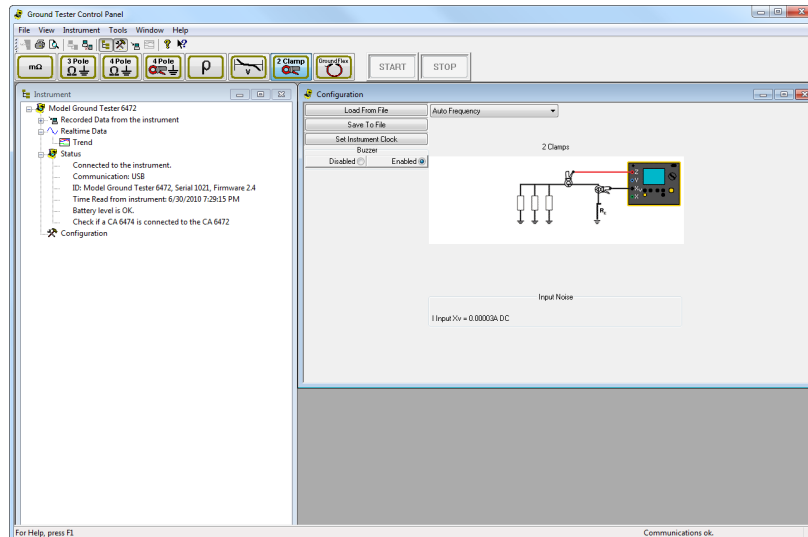 Ground Tester Control Panel
File View Instrument Tools Window Help
mΩ
3 Pole
Ω
4 Pole
Ω
4 Pole
ρ
V
2 Clamp
GroundFlex
START
STOP
Instrument
Model Ground Tester 6472
Recorded Data from the instrument
Realtime Data
Trend
Status
Connected to the instrument.
Communication: USB
ID: Model Ground Tester 6472, Serial 1021, Firmware 2.4
Time Read from instrument: 6/30/2010 7:29:15 PM
Battery level is OK.
Check if a CA 6474 is connected to the CA 6472
Configuration
Configuration
Load From File
Auto Frequency
Save To File
Set Instrument Clock
Buzzer
Disabled Enabled
2 Clamps
Z
Y
Xv
X
Input Noise
I Input Xv = 0.00003A DC
For Help, press F1
Communications ok.